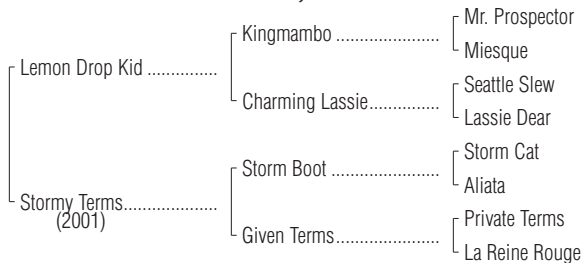 Mr. Prospector
Kingmambo ....................
Miesque
Lemon Drop Kid ..............
Seattle Slew
Charming Lassie..............
Lassie Dear
Storm Cat
Storm Boot .....................
Aliata
Stormy Terms...................
(2001)
Private Terms
Given Terms....................
La Reine Rouge